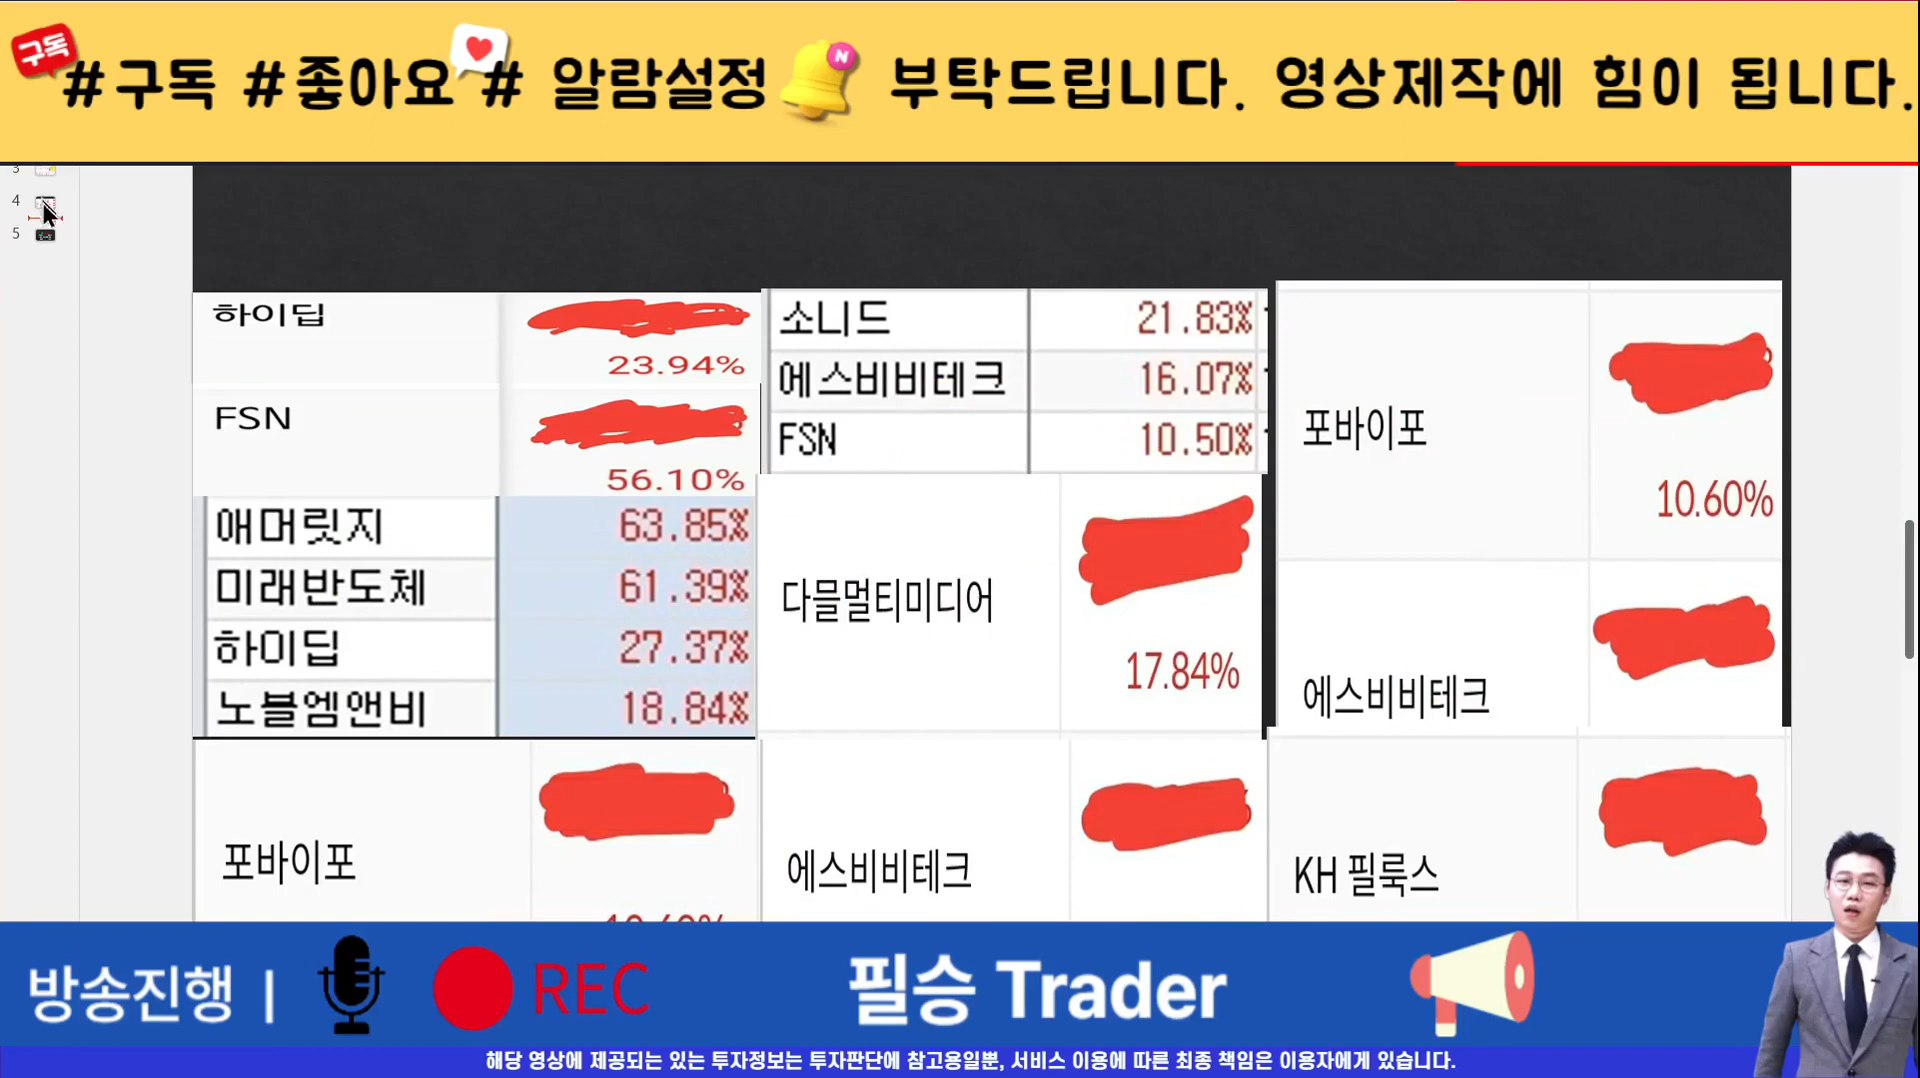 구독
#구독 #좋아요 # 알람설정 N 부탁드립니다. 영상제작에 힘이 됩니다.
3
4
5
하이딥
23.94%
FSN
56.10%
애머릿지 63.85%
미래반도체 61.39%
하이딥 27.37%
노블엠앤비 18.84%
소니드 21.83%
에스비비테크 16.07%
FSN 10.50%
다믈멀티미디어
17.84%
포바이포
10.60%
에스비비테크
포바이포
에스비비테크
KH 필룩스
방송진행 | REC 필승 Trader
해당 영상에 제공되는 있는 투자정보는 투자판단에 참고용일뿐, 서비스 이용에 따른 최종 책임은 이용자에게 있습니다.